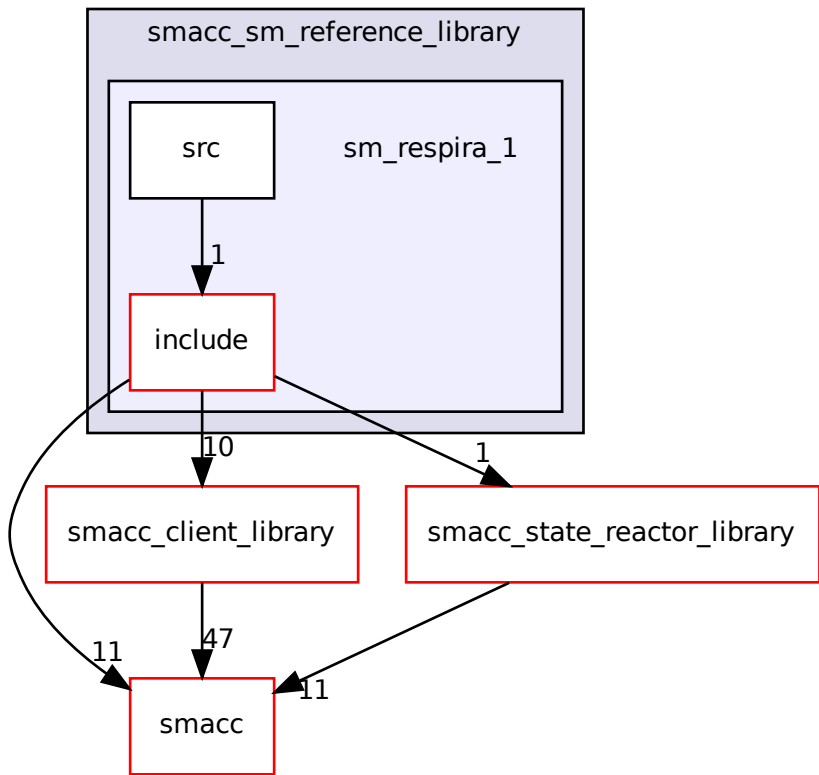 smacc_sm_reference_library
src
sm_respira_1
1
include
10
1
smacc_client_library
smacc_state_reactor_library
47
11
11
smacc